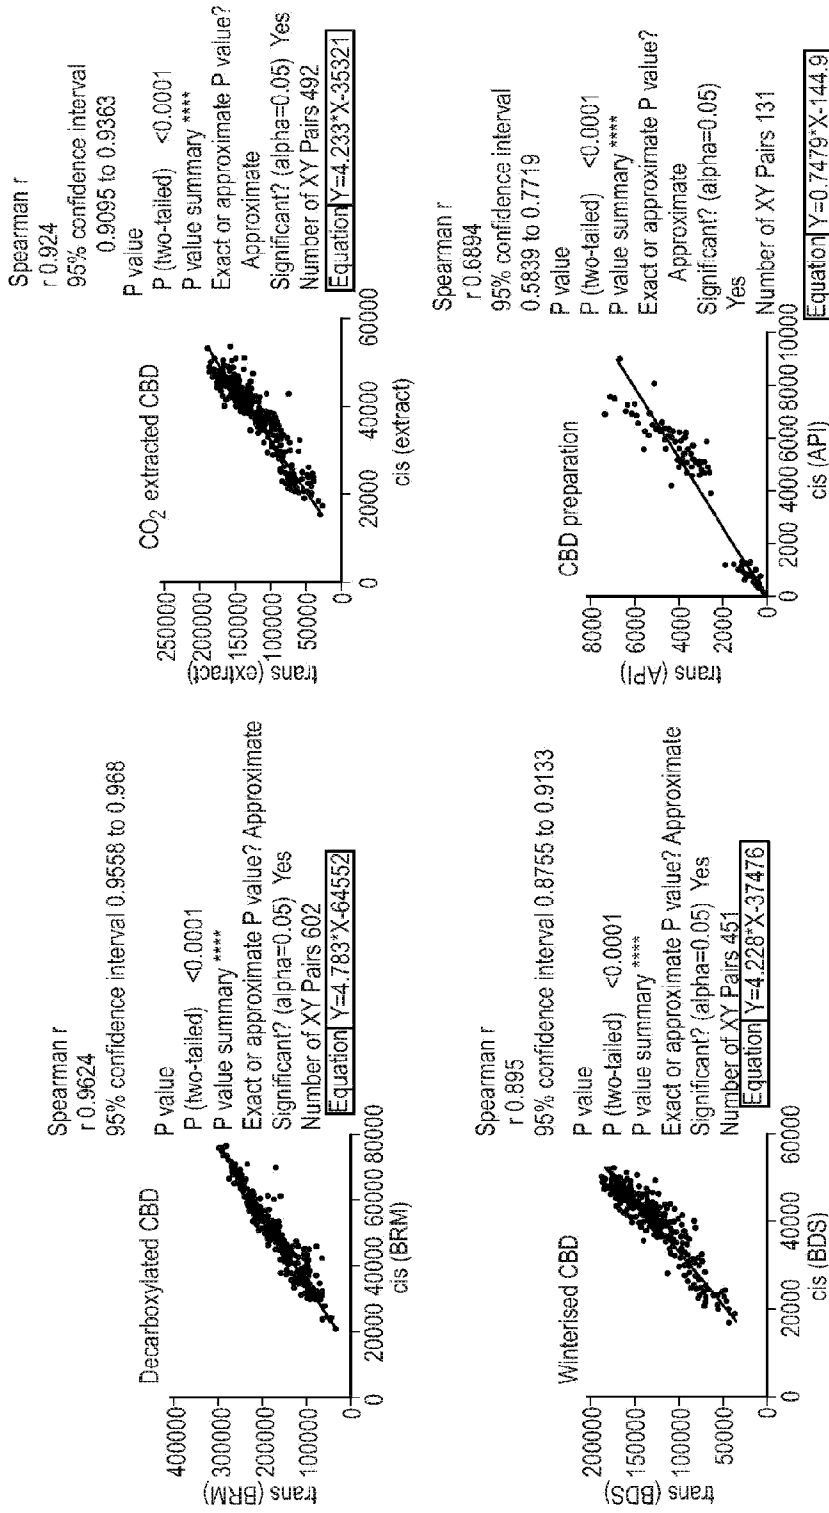 Decarboxylated CBD
400000
300000
200000
100000
0
trans (BRM)
0
20000
40000
60000
80000
cis (BRM)
Spearman r
r 0.9624
95% confidence interval 0.9558 to 0.968
P value
P (two-tailed) <0.0001
P value summary ****
Exact or approximate P value? Approximate
Significant? (alpha=0.05) Yes
Number of XY Pairs 602
Equation Y=4.783*X-64552
CO2 extracted CBD
250000
200000
150000
100000
50000
0
trans (extract)
0
20000
40000
60000
cis (extract)
Spearman r
r 0.924
95% confidence interval
0.9095 to 0.9363
P value
P (two-tailed) <0.0001
P value summary ****
Exact or approximate P value?
Approximate
Significant? (alpha=0.05) Yes
Number of XY Pairs 492
Equation Y=4.233*X-35321
Winterised CBD
200000
150000
100000
50000
0
trans (BDS)
0
20000
40000
60000
cis (BDS)
Spearman r
r 0.895
95% confidence interval 0.8755 to 0.9133
P value
P (two-tailed) <0.0001
P value summary ****
Exact or approximate P value? Approximate
Significant? (alpha=0.05) Yes
Number of XY Pairs 451
Equation Y=4.228*X-37476
CBD preparation
8000
6000
4000
2000
0
trans (API)
0
2000
4000
6000
8000
10000
cis (API)
Spearman r
r 0.6894
95% confidence interval
0.5839 to 0.7719
P value
P (two-tailed) <0.0001
P value summary ****
Exact or approximate P value?
Approximate
Significant? (alpha=0.05)
Yes
Number of XY Pairs 131
Equation Y=0.7479*X-144.9